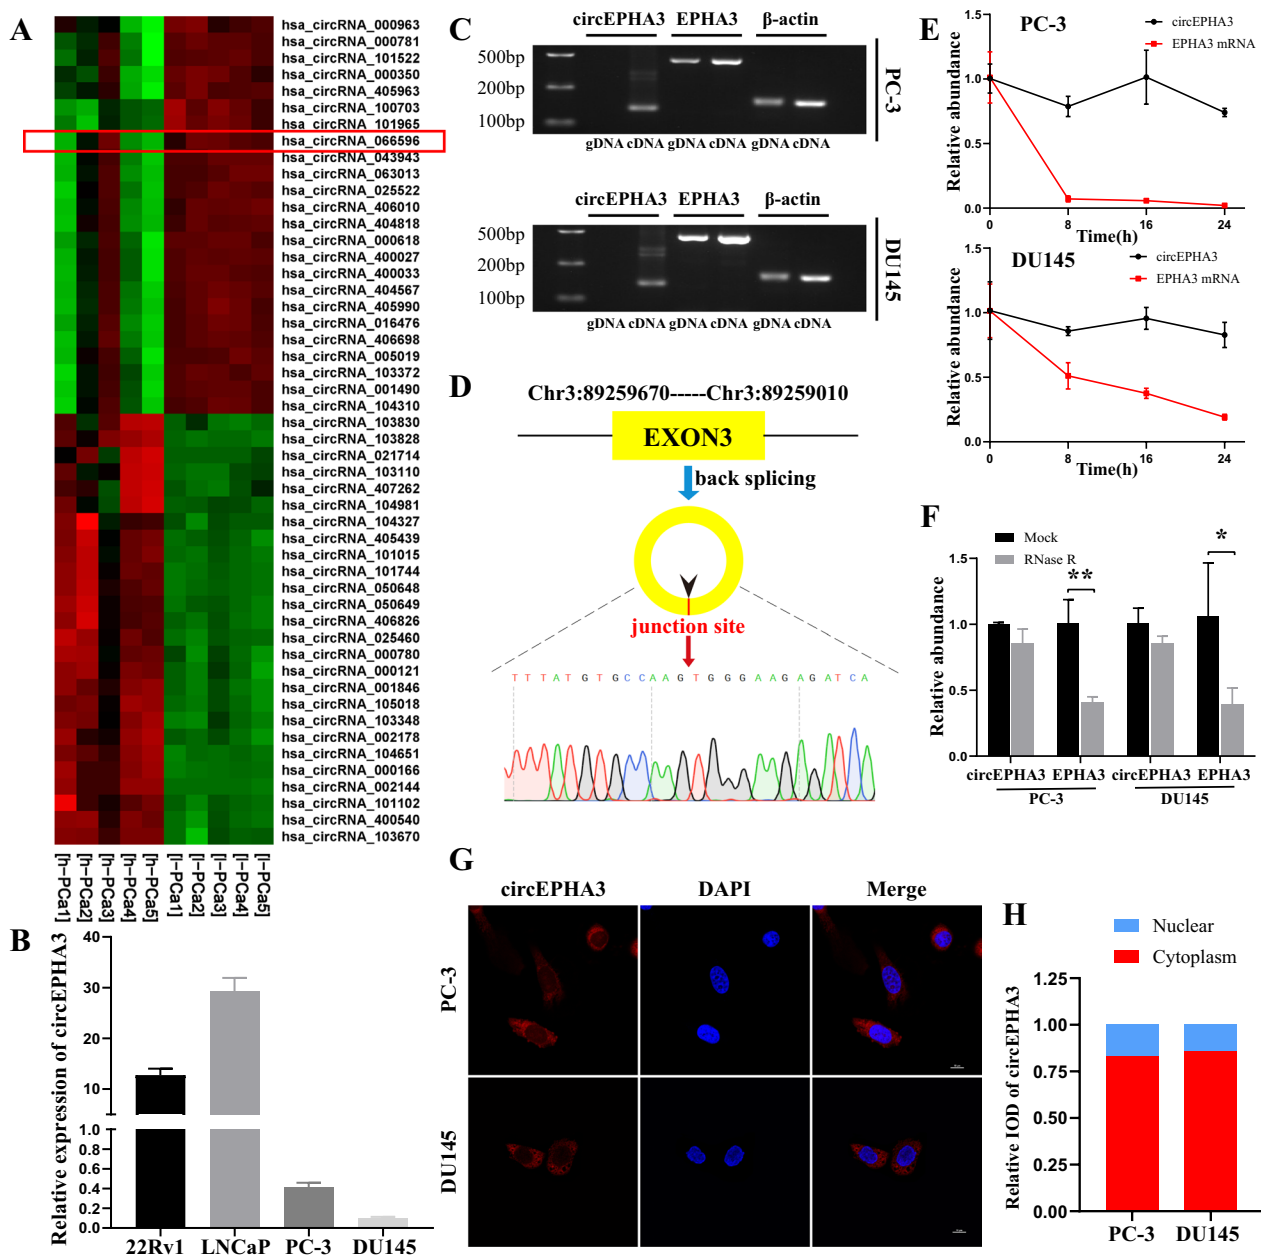 A
hsa_circRNA_000963
hsa_circRNA_000781
hsa_circRNA_101522
hsa_circRNA_000350
hsa_circRNA_405963
hsa_circRNA_100703
hsa_circRNA_101965
hsa_circRNA_066596
hsa_circRNA_043943
hsa_circRNA_063013
hsa_circRNA_025522
hsa_circRNA_406010
hsa_circRNA_404818
hsa_circRNA_000618
hsa_circRNA_400027
hsa_circRNA_400033
hsa_circRNA_404567
hsa_circRNA_405990
hsa_circRNA_016476
hsa_circRNA_406698
hsa_circRNA_005019
hsa_circRNA_103372
hsa_circRNA_001490
hsa_circRNA_104310
hsa_circRNA_103830
hsa_circRNA_103828
hsa_circRNA_021714
hsa_circRNA_103110
hsa_circRNA_407262
hsa_circRNA_104981
hsa_circRNA_104327
hsa_circRNA_405439
hsa_circRNA_101015
hsa_circRNA_101744
hsa_circRNA_050648
hsa_circRNA_050649
hsa_circRNA_406826
hsa_circRNA_025460
hsa_circRNA_000780
hsa_circRNA_000121
hsa_circRNA_001846
hsa_circRNA_105018
hsa_circRNA_103348
hsa_circRNA_002178
hsa_circRNA_104651
hsa_circRNA_000166
hsa_circRNA_002144
hsa_circRNA_101102
hsa_circRNA_400540
hsa_circRNA_103670
[h-PCa1]
[h-PCa2]
[h-PCa3]
[h-PCa4]
[h-PCa5]
[l-PCa1]
[l-PCa2]
[l-PCa3]
[l-PCa4]
[l-PCa5]
B
Relative expression of circEPHA3
40
30
20
10
1.0
0.8
0.6
0.4
0.2
0.0
22Rv1 LNCaP PC-3 DU145
C
circEPHA3 EPHA3 β-actin
500bp
200bp
100bp
gDNA cDNA gDNA cDNA gDNA cDNA
PC-3
circEPHA3 EPHA3 β-actin
500bp
200bp
100bp
gDNA cDNA gDNA cDNA gDNA cDNA
DU145
D
Chr3:89259670-----Chr3:89259010
EXON3
back splicing
junction site
T T T A T G T G C C A A G T G G G A A G A G A T C A
E
PC-3
circEPHA3
EPHA3 mRNA
Relative abundance
1.5
1.0
0.5
0.0
0 8 16 24
Time(h)
DU145
circEPHA3
EPHA3 mRNA
Relative abundance
1.5
1.0
0.5
0.0
0 8 16 24
Time(h)
F
Mock
RNase R
Relative abundance
1.5
1.0
0.5
0.0
**
*
circEPHA3 EPHA3 circEPHA3 EPHA3
PC-3 DU145
G
circEPHA3 DAPI Merge
PC-3
DU145
H
Nuclear
Cytoplasm
Relative IOD of circEPHA3
1.25
1.00
0.75
0.50
0.25
0.00
PC-3 DU145